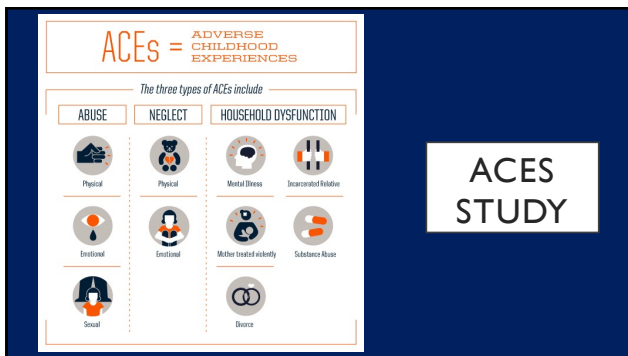 ACEs = ADVERSE
CHILDHOOD
EXPERIENCES
The three types of ACEs include
ABUSE
NEGLECT
HOUSEHOLD DYSFUNCTION
Physical
Physical
Mental Illness
Incarcerated Relative
Emotional
Emotional
Mother treated violently
Substance Abuse
Sexual
Divorce
ACES
STUDY